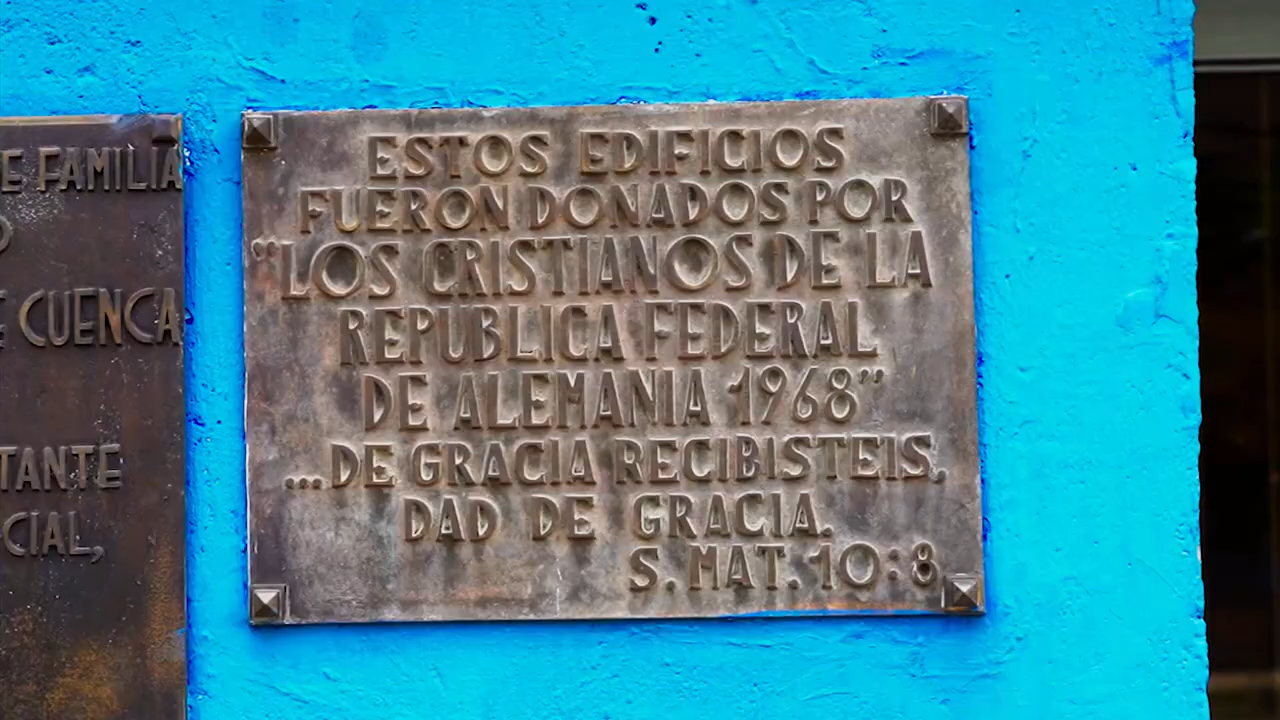 E FAMILIA
E CUENCA
TANTE
CIAL,
ESTOS EDIFICIOS
FUERON DONADOS POR
"LOS CRISTIANOS DE LA
REPUBLICA FEDERAL
DE ALEMANIA 1968"
...DE GRACIA RECIBISTEIS,
DAD DE GRACIA.
S. MAT. 10:8